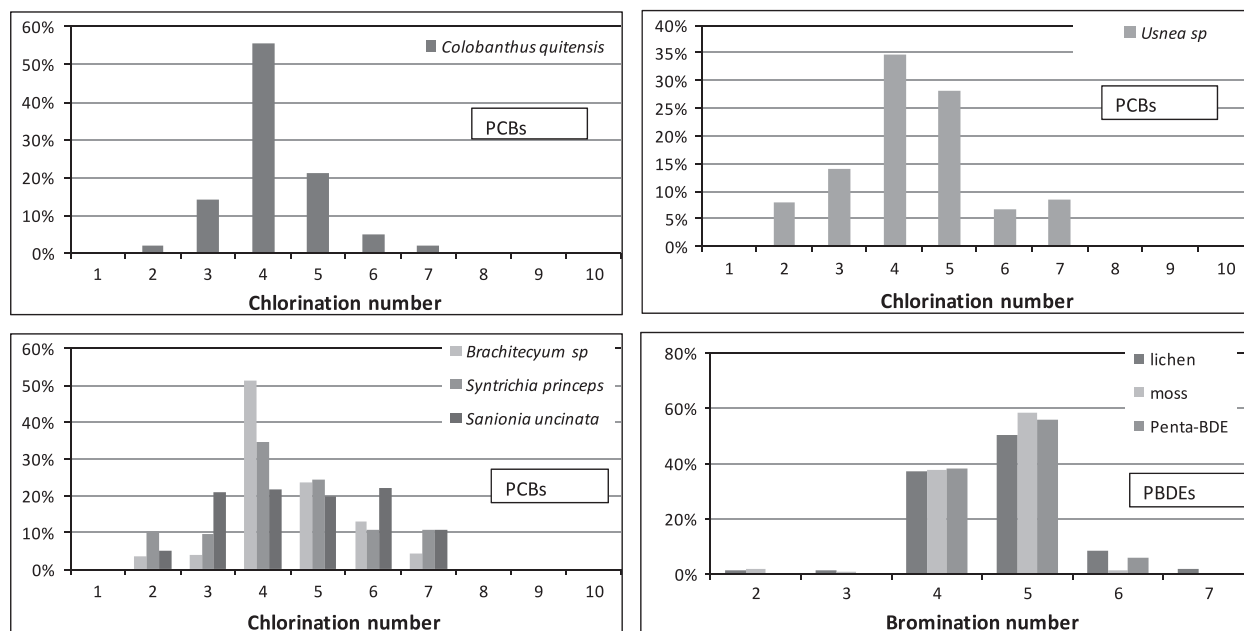 60%
50%
40%
30%
20%
10%
0%
Colobanthus quitensis
PCBs
1 2 3 4 5 6 7 8 9 10
Chlorination number
40%
35%
30%
25%
20%
15%
10%
5%
0%
Usnea sp
PCBs
1 2 3 4 5 6 7 8 9 10
Chlorination number
60%
50%
40%
30%
20%
10%
0%
Brachitecyum sp
Syntrichia princeps
Sanionia uncinata
PCBs
1 2 3 4 5 6 7 8 9 10
Chlorination number
80%
60%
40%
20%
0%
lichen
moss
Penta-BDE
PBDEs
2 3 4 5 6 7
Bromination number